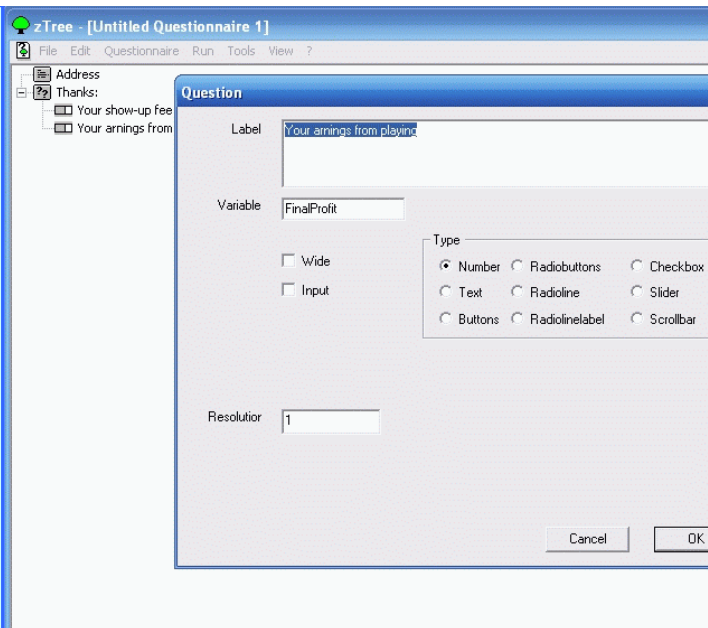 zTree - [Untitled Questionnaire 1]
File Edit Questionnaire Run Tools View ?
Address
?? Thanks:
Your show-up fee
Your arnings from
Question
Label
Your arnings from playing
Variable
FinalProfit
Wide
Input
Type
Number Radiobuttons Checkbox
Text Radioline Slider
Buttons Radiolinelabel Scrollbar
Resolutior
1
Cancel
OK